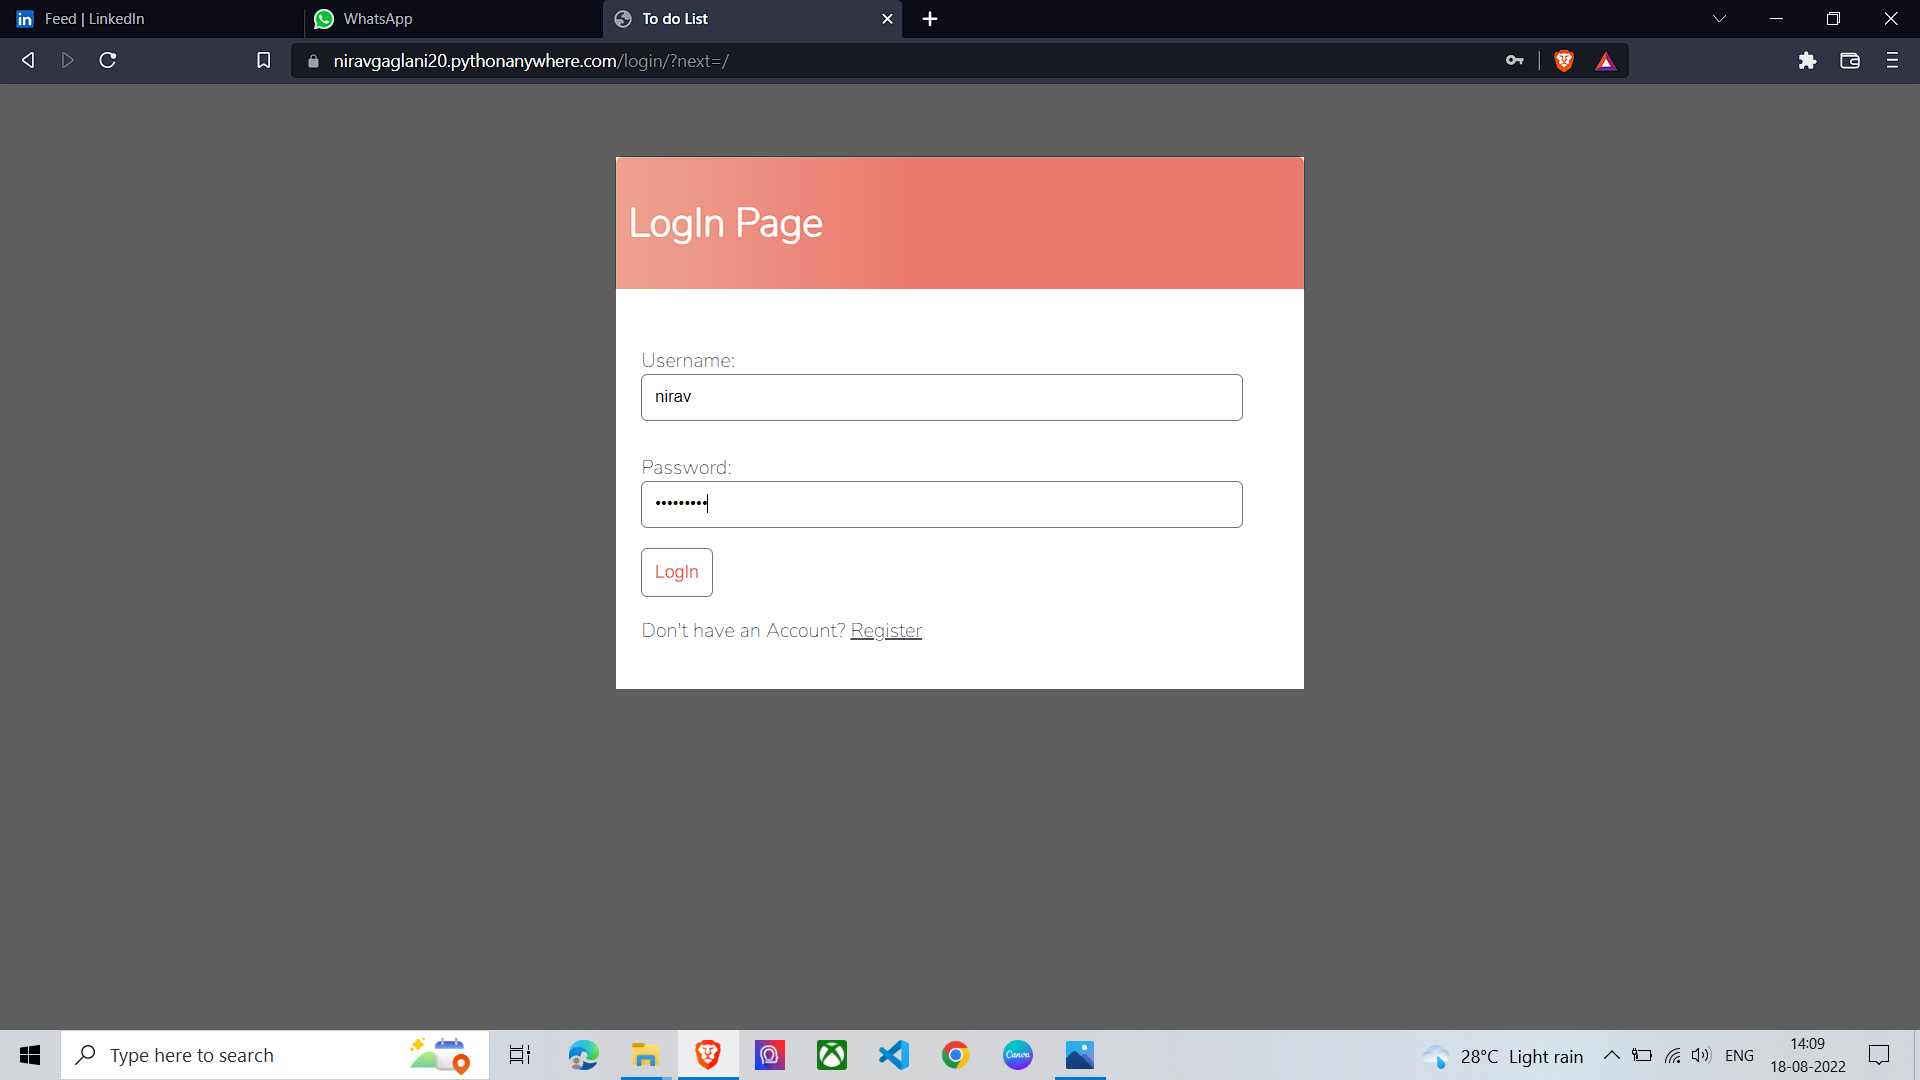 Feed | LinkedIn
WhatsApp
To do List
niravgaglani20.pythonanywhere.com/login/?next=/
LogIn Page
Username:
nirav
Password:
•••••••••
LogIn
Don't have an Account? Register
Type here to search
Canva
28°C Light rain
ENG
14:09
18-08-2022